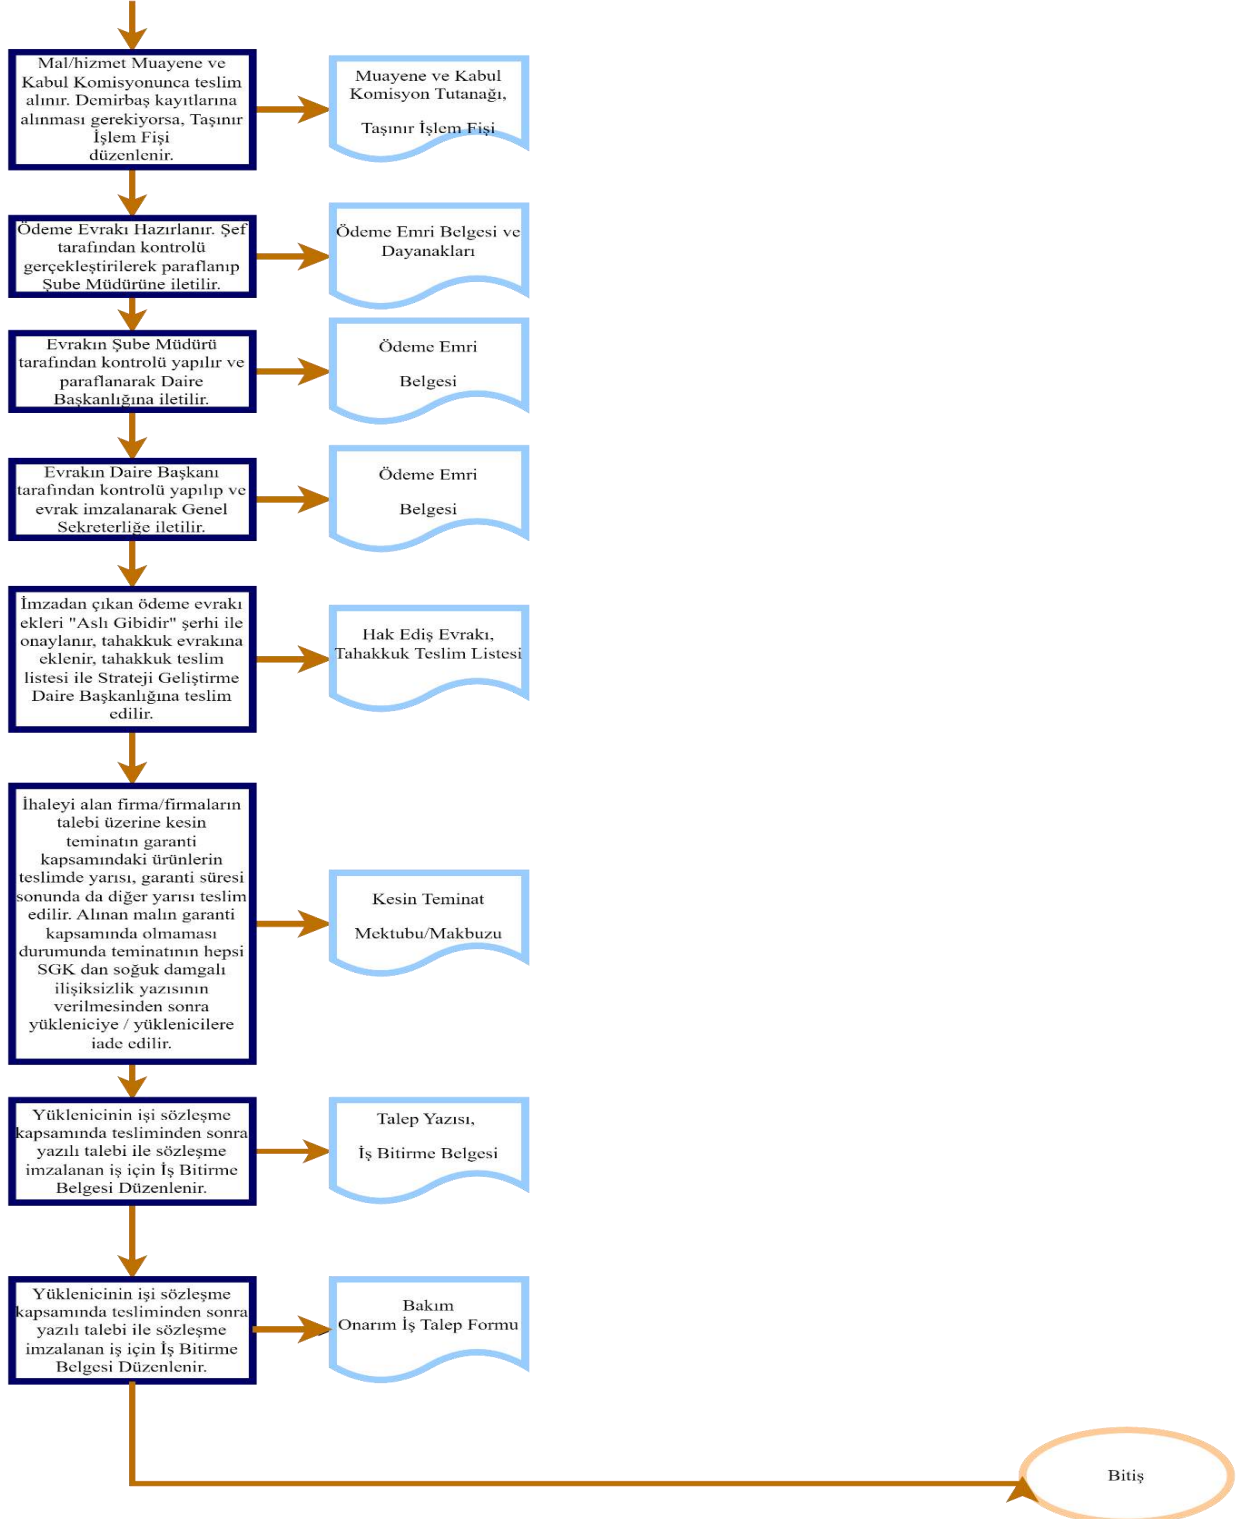 Mal/hizmet Muayene ve
Kabul Komisyonunca teslim
alınır. Demirbaş kayıtlarına
alınması gerekiyorsa, Taşınır
İşlem Fişi
düzenlenir.
Muayene ve Kabul
Komisyon Tutanağı,
Taşınır İşlem Fişi
Ödeme Evrakı Hazırlanır. Şef
tarafından kontrolü
gerçekleştirilerek paraflanıp
Şube Müdürüne iletilir.
Ödeme Emri Belgesi ve
Dayanakları
Evrakın Şube Müdürü
tarafından kontrolü yapılır ve
paraflanarak Daire
Başkanlığına iletilir.
Ödeme Emri
Belgesi
Evrakın Daire Başkanı
tarafından kontrolü yapılıp ve
evrak imzalanarak Genel
Sekreterliğe iletilir.
Ödeme Emri
Belgesi
İmzadan çıkan ödeme evrakı
ekleri "Aslı Gibidir" şerhi ile
onaylanır, tahakkuk evrakına
eklenir, tahakkuk teslim
listesi ile Strateji Geliştirme
Daire Başkanlığına teslim
edilir.
Hak Ediş Evrakı,
Tahakkuk Teslim Listesi
İhaleyi alan firma/firmaların
talebi üzerine kesin
teminatın garanti
kapsamındaki ürünlerin
teslimde yarısı, garanti süresi
sonunda da diğer yarısı teslim
edilir. Alınan malın garanti
kapsamında olmaması
durumunda teminatının hepsi
SGK dan soğuk damgalı
ilişiksizlik yazısının
verilmesinden sonra
yükleniciye / yüklenicilere
iade edilir.
Kesin Teminat
Mektubu/Makbuzu
Yüklenicinin işi sözleşme
kapsamında tesliminden sonra
yazılı talebi ile sözleşme
imzalanan iş için İş Bitirme
Belgesi Düzenlenir.
Talep Yazısı,
İş Bitirme Belgesi
Yüklenicinin işi sözleşme
kapsamında tesliminden sonra
yazılı talebi ile sözleşme
imzalanan iş için İş Bitirme
Belgesi Düzenlenir.
Bakım
Onarım İş Talep Formu
Bitiş